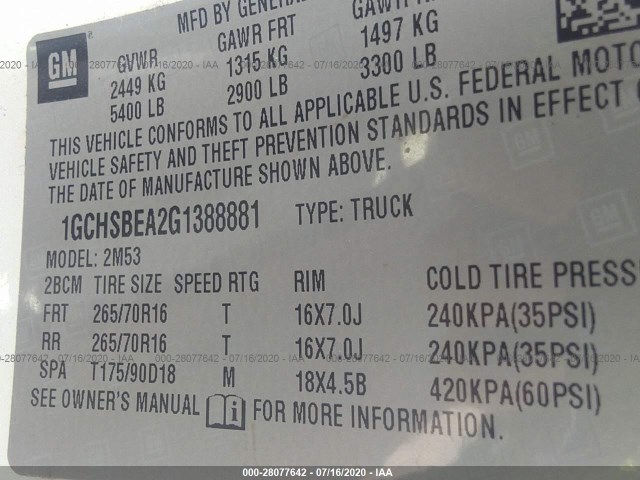 MFD BY GENERAL
GM
GVWR GAWR FRT GAWR
2449 KG 1315 KG 1497 KG
5400 LB 2900 LB 3300 LB
THIS VEHICLE CONFORMS TO ALL APPLICABLE U.S. FEDERAL MOTO
VEHICLE SAFETY AND THEFT PREVENTION STANDARDS IN EFFECT
THE DATE OF MANUFACTURE SHOWN ABOVE.
1GCHSBEA2G1388881 TYPE: TRUCK
MODEL: 2M53
2BCM TIRE SIZE SPEED RTG RIM COLD TIRE PRESS
FRT 265/70R16 T 16X7.0J 240KPA(35PSI)
RR 265/70R16 T 16X7.0J 240KPA(35PSI)
SPA T175/90D18 M 18X4.5B 420KPA(60PSI)
SEE OWNER'S MANUAL i FOR MORE INFORMATION.
000-28077642 - 07/16/2020 - IAA